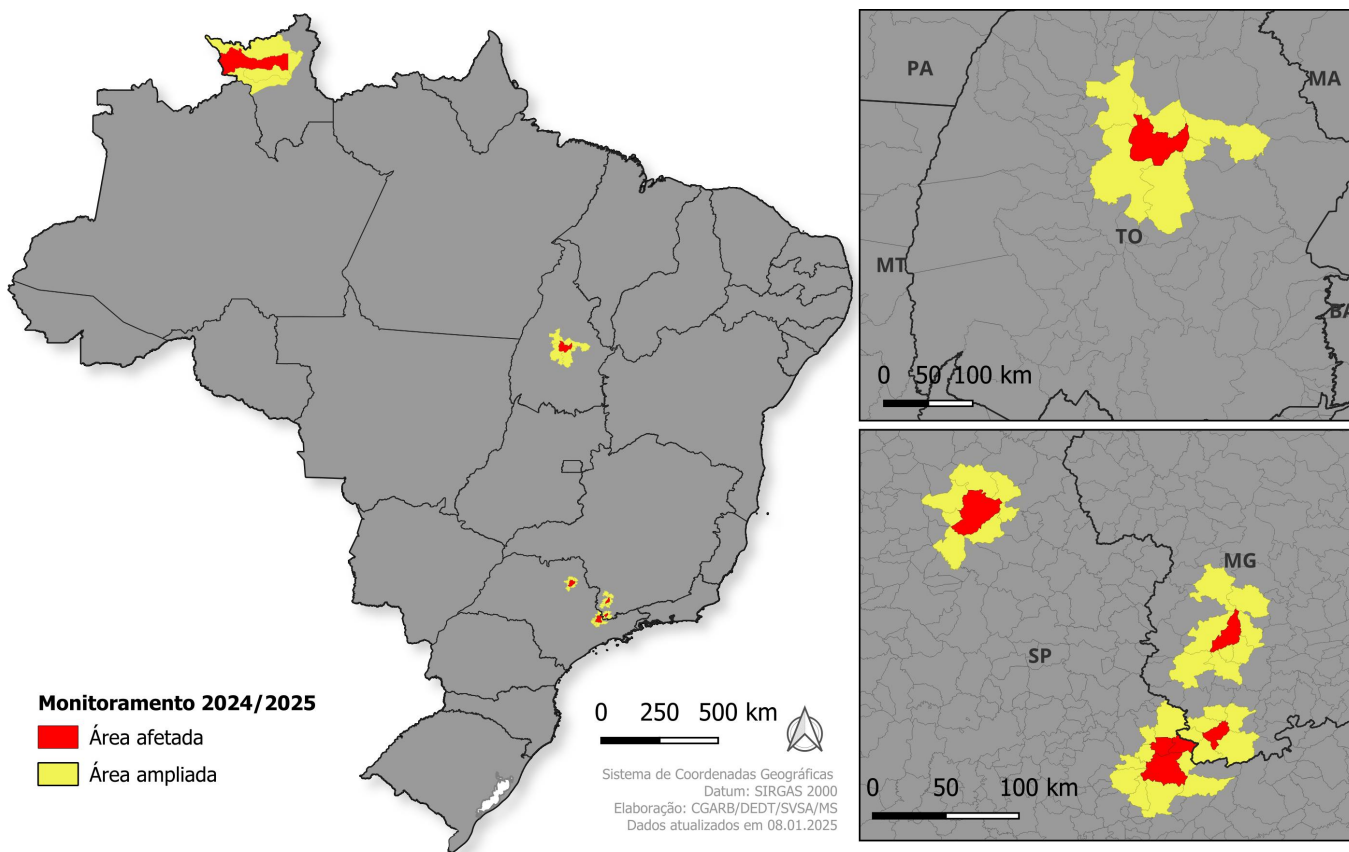 Monitoramento 2024/2025
Área afetada
Área ampliada
0 250 500 km
Sistema de Coordenadas Geográficas
Datum: SIRGAS 2000
Elaboração: CGARB/DEDT/SVSA/MS
Dados atualizados em 08.01.2025
PA
MA
TO
MT
BA
0 50 100 km
MG
SP
0 50 100 km